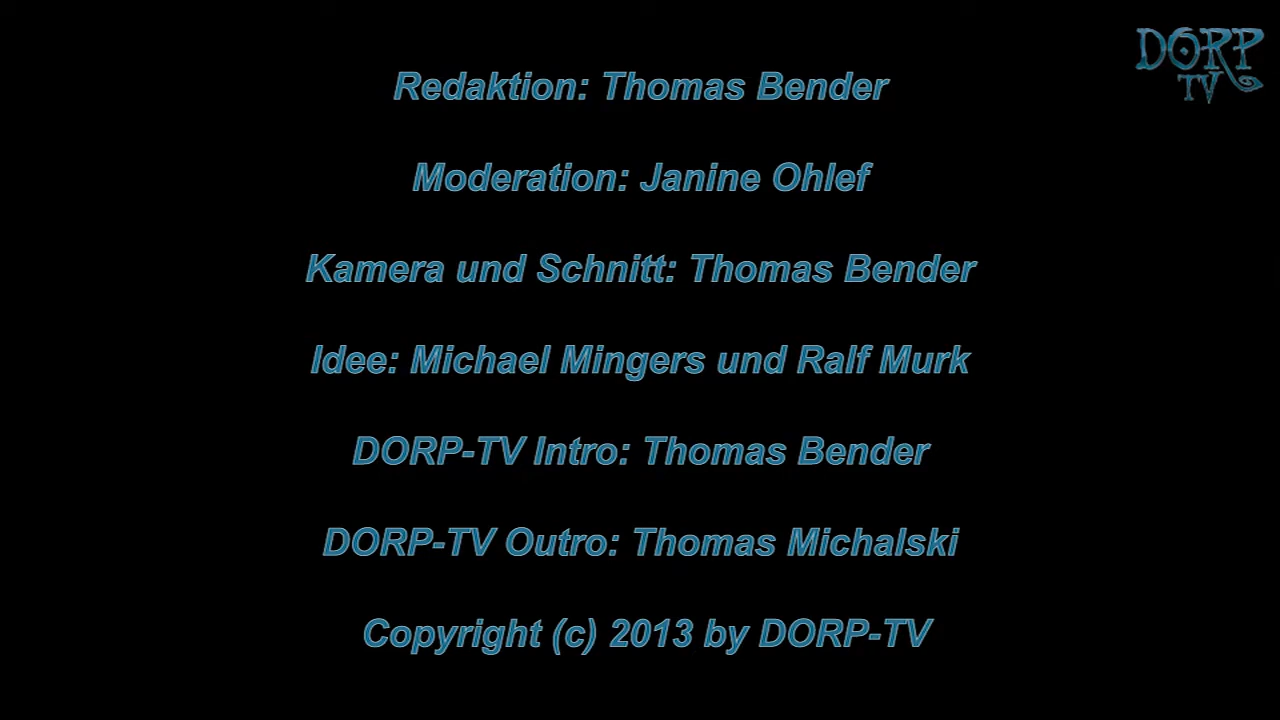 DORP
TV
Redaktion: Thomas Bender
Moderation: Janine Ohlef
Kamera und Schnitt: Thomas Bender
Idee: Michael Mingers und Ralf Murk
DORP-TV Intro: Thomas Bender
DORP-TV Outro: Thomas Michalski
Copyright (c) 2013 by DORP-TV